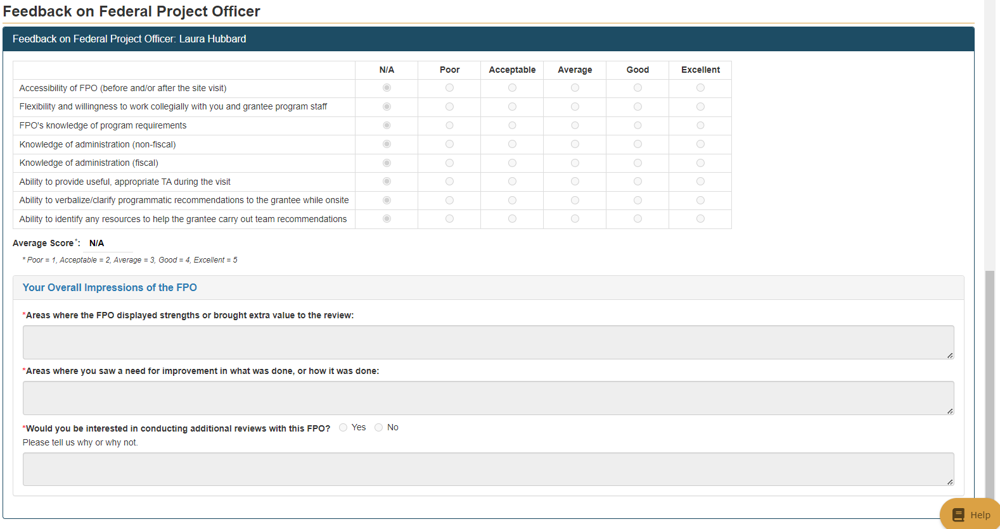 Feedback on Federal Project Officer
Feedback on Federal Project Officer: Laura Hubbard
N/A Poor Acceptable Average Good Excellent
Accessibility of FPO (before and/or after the site visit)
Flexibility and willingness to work collegially with you and grantee program staff
FPO's knowledge of program requirements
Knowledge of administration (non-fiscal)
Knowledge of administration (fiscal)
Ability to provide useful, appropriate TA during the visit
Ability to verbalize/clarify programmatic recommendations to the grantee while onsite
Ability to identify any resources to help the grantee carry out team recommendations
Average Score*: N/A
* Poor = 1, Acceptable = 2, Average = 3, Good = 4, Excellent = 5
Your Overall Impressions of the FPO
*Areas where the FPO displayed strengths or brought extra value to the review:
*Areas where you saw a need for improvement in what was done, or how it was done:
*Would you be interested in conducting additional reviews with this FPO? Yes No
Please tell us why or why not.
Help